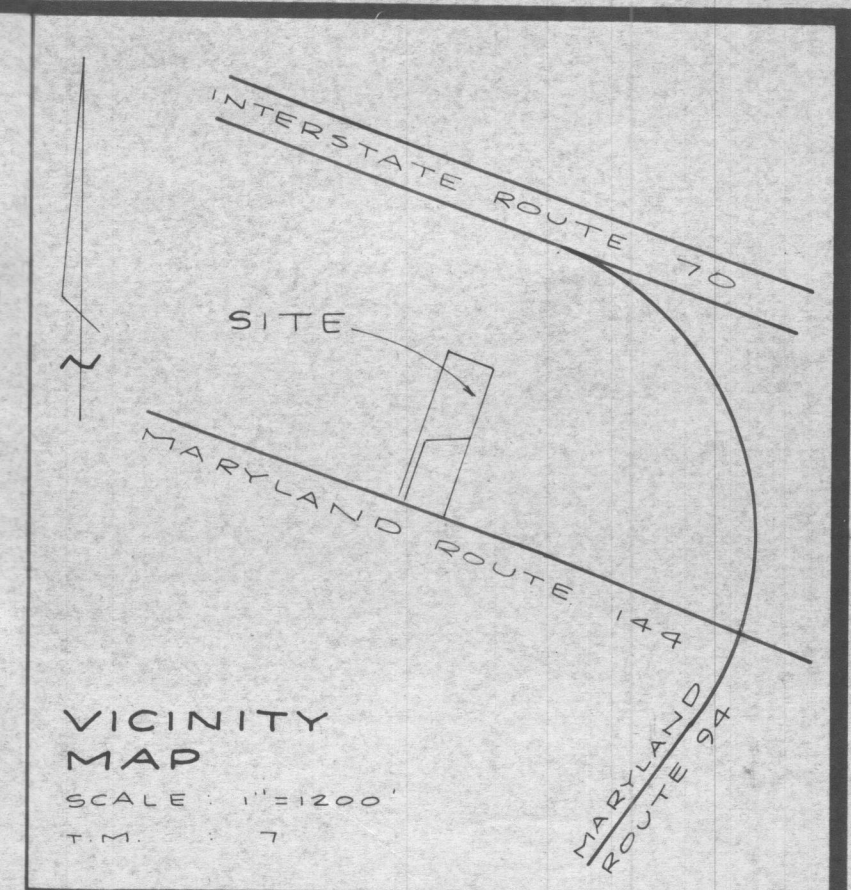 INTERSTATE ROUTE 70
SITE
N
MARYLAND ROUTE 144
MARYLAND
ROUTE 94
VICINITY
MAP
SCALE : 1"=1200'
T.M. : 7